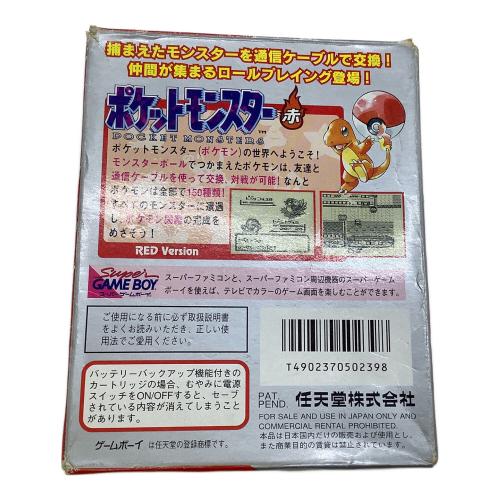 捕まえたモンスターを通信ケーブルで交換！
仲間が集まるロールプレイング登場！
ポケットモンスター 赤
POCKET MONSTERS
TM
ポケットモンスター（ポケモン）の世界へようこそ！
モンスターボールでつかまえたポケモンは、友達と
通信ケーブルを使って交換、対戦が可能！なんと
ポケモンは全部で150種類！
すべてのモンスターに遭遇
し、ポケモン図鑑の完成を
めざそう！
RED Version
Super
GAME BOY
スーパーゲームボーイ
スーパーファミコンと、スーパーファミコン周辺機器のスーパーゲーム
ボーイを使えば、テレビでカラーのゲーム画面を楽しむことができます。
ご使用になる前に必ず取扱説明書
をよくお読みいただき、正しい使
用法でご愛用ください。
T4902370502398
バッテリーバックアップ機能付きの
カートリッジの場合、むやみに電源
スイッチをON/OFFすると、セーブ
されている内容が消えてしまうこと
があります。
PAT.
PEND.
任天堂株式会社
FOR SALE AND USE IN JAPAN ONLY AND
COMMERCIAL RENTAL PROHIBITED.
本品は日本国内だけの販売および使用とし、
また商業目的の賃貸は禁止されています。
ゲームボーイは任天堂の登録商標です。